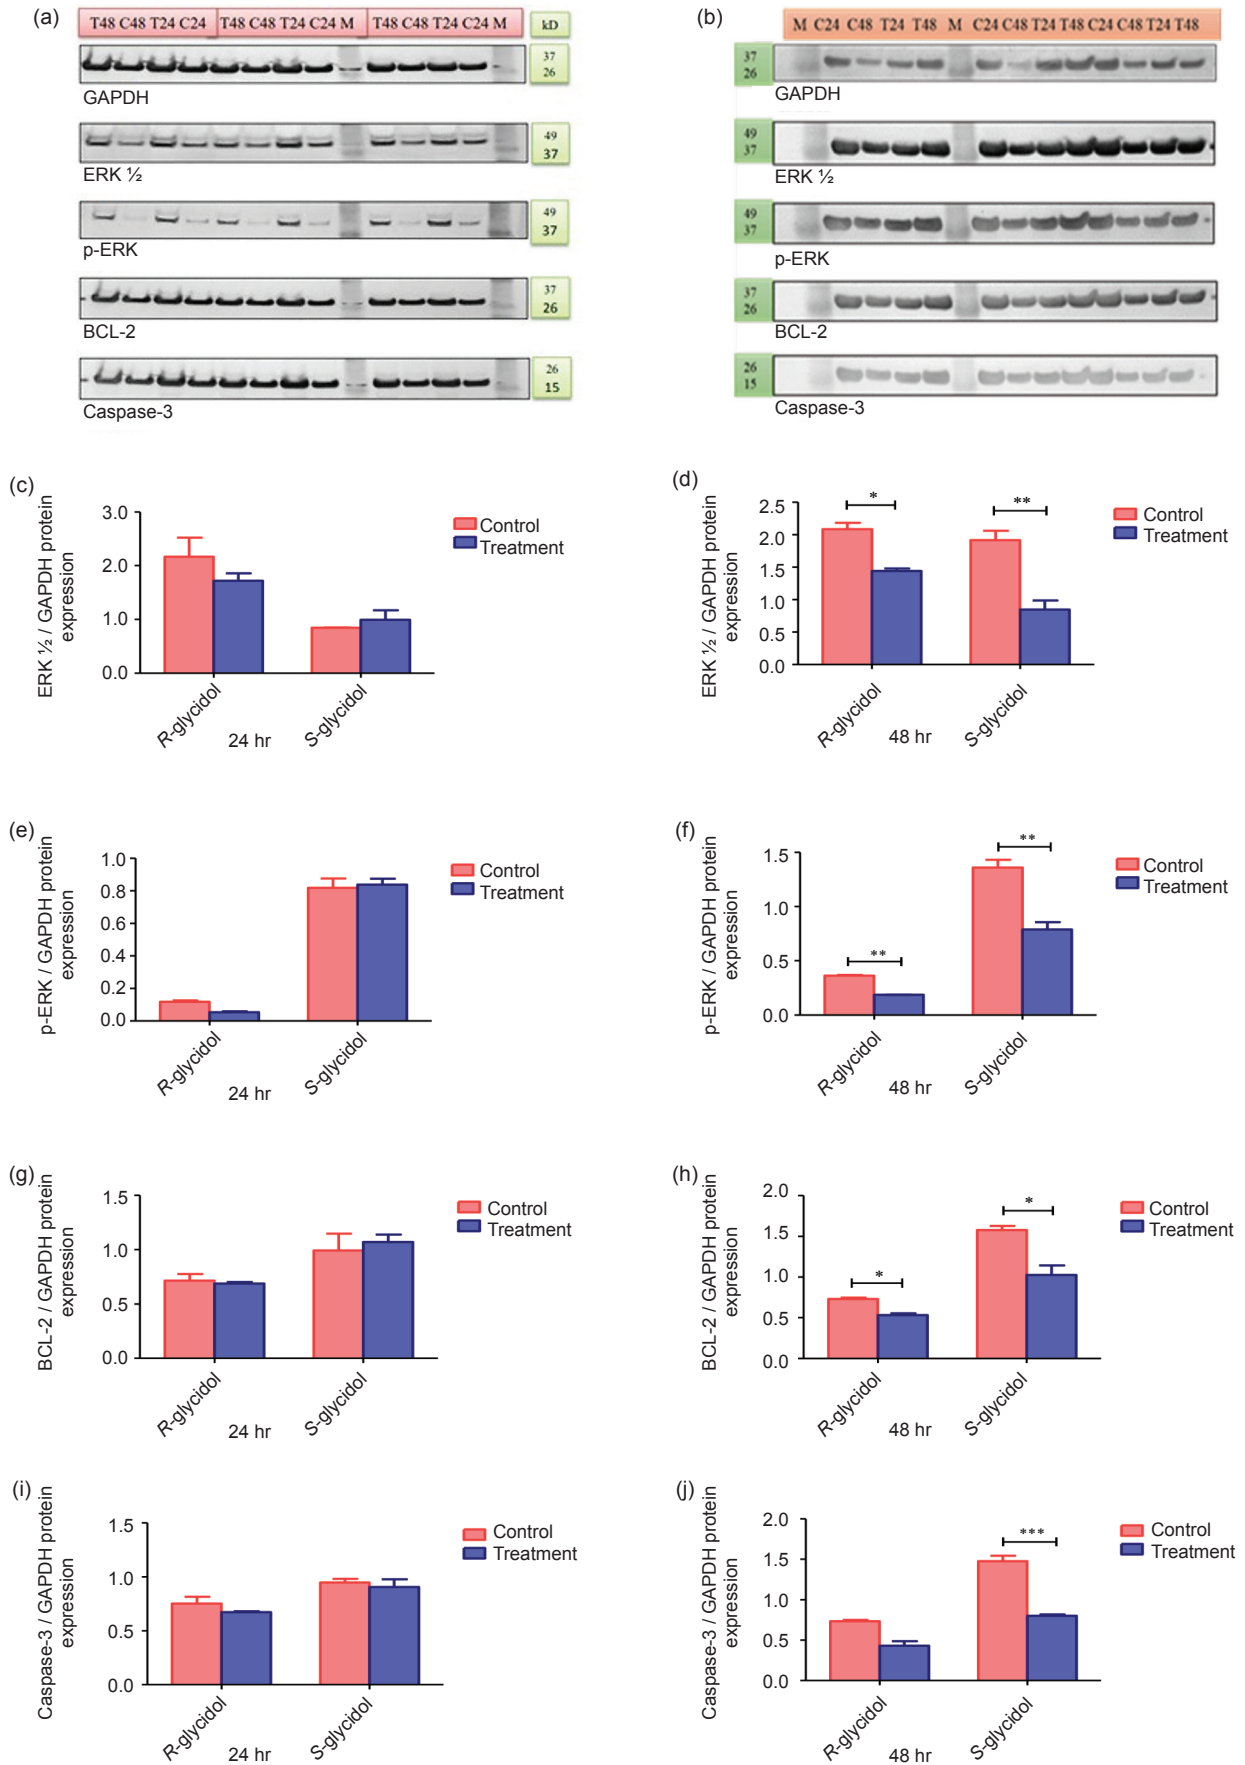 (a)
T48 C48 T24 C24 T48 C48 T24 C24 M T48 C48 T24 C24 M
kD
37
26
GAPDH
49
37
ERK ½
49
37
p-ERK
37
26
BCL-2
26
15
Caspase-3
(b)
M C24 C48 T24 T48 M C24 C48 T24 T48 C24 C48 T24 T48
37
26
GAPDH
49
37
ERK ½
49
37
p-ERK
37
26
BCL-2
26
15
Caspase-3
(c)
ERK ½ / GAPDH protein
expression
3.0
2.0
1.0
0.0
Control
Treatment
R-glycidol
S-glycidol
24 hr
(d)
ERK ½ / GAPDH protein
expression
2.5
2.0
1.5
1.0
0.5
0.0
*
**
Control
Treatment
R-glycidol
S-glycidol
48 hr
(e)
p-ERK / GAPDH protein
expression
1.0
0.8
0.6
0.4
0.2
0.0
Control
Treatment
R-glycidol
S-glycidol
24 hr
(f)
p-ERK / GAPDH protein
expression
1.5
1.0
0.5
0.0
**
**
Control
Treatment
R-glycidol
S-glycidol
48 hr
(g)
BCL-2 / GAPDH protein
expression
1.5
1.0
0.5
0.0
Control
Treatment
R-glycidol
S-glycidol
24 hr
(h)
BCL-2 / GAPDH protein
expression
2.0
1.5
1.0
0.5
0.0
*
*
Control
Treatment
R-glycidol
S-glycidol
48 hr
(i)
Caspase-3 / GAPDH protein
expression
1.5
1.0
0.5
0.0
Control
Treatment
R-glycidol
S-glycidol
24 hr
(j)
Caspase-3 / GAPDH protein
expression
2.0
1.5
1.0
0.5
0.0
***
Control
Treatment
R-glycidol
S-glycidol
48 hr